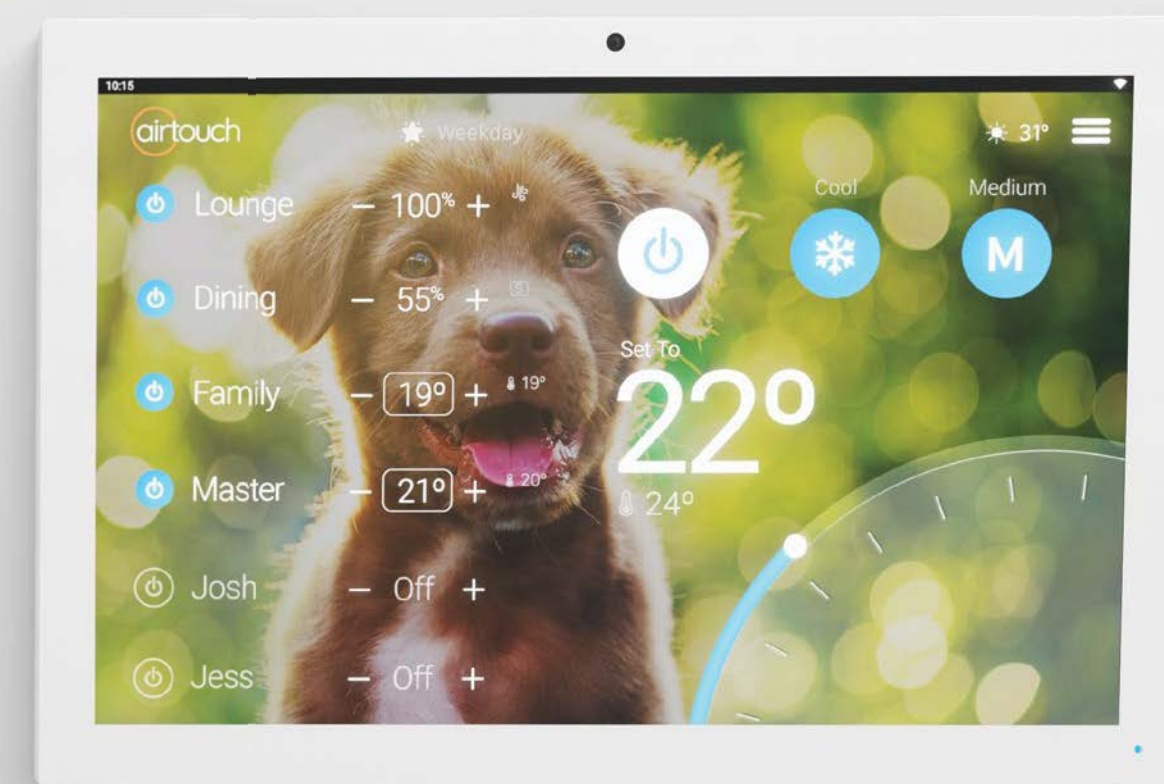 10:15
airtouch
Weekday
31°
Lounge − 100% +
Dining − 55% + S
Family − 19° + 19°
Master − 21° + 20°
Josh − Off +
Jess − Off +
Cool
Medium
M
Set To
22°
24°